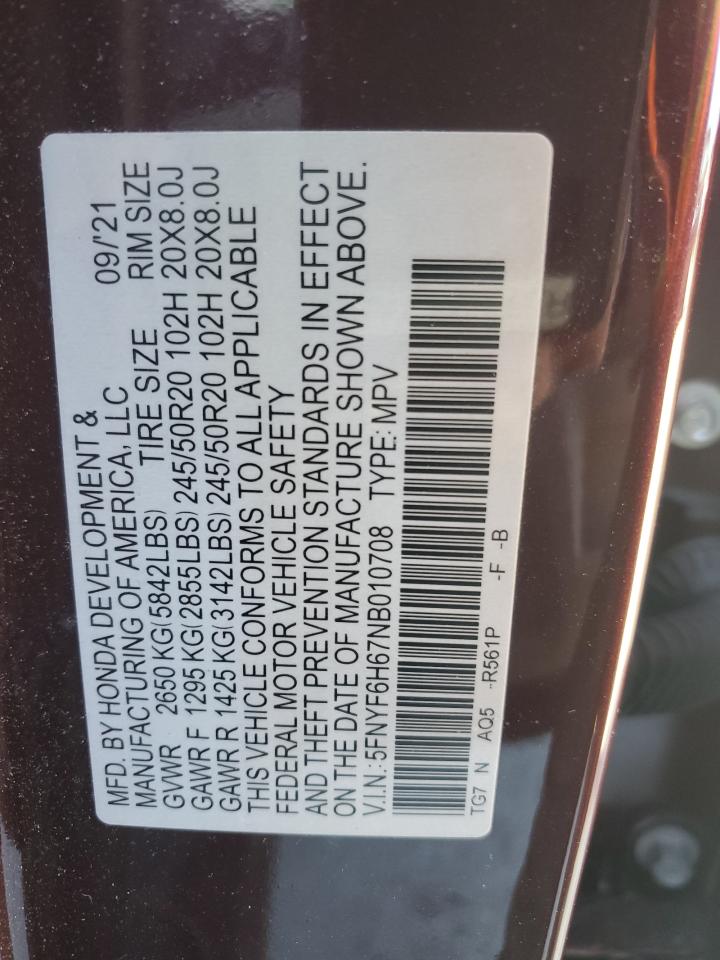 MFD. BY HONDA DEVELOPMENT &
MANUFACTURING OF AMERICA, LLC 09/'21
GVWR 2650 KG(5842LBS) TIRE SIZE RIM SIZE
GAWR F 1295 KG(2855LBS) 245/50R20 102H 20X8.0J
GAWR R 1425 KG(3142LBS) 245/50R20 102H 20X8.0J
THIS VEHICLE CONFORMS TO ALL APPLICABLE
FEDERAL MOTOR VEHICLE SAFETY
AND THEFT PREVENTION STANDARDS IN EFFECT
ON THE DATE OF MANUFACTURE SHOWN ABOVE.
V.I.N.: 5FNYF6H67NB010708 TYPE: MPV
TG7 N AQ5 -R561P -F -B